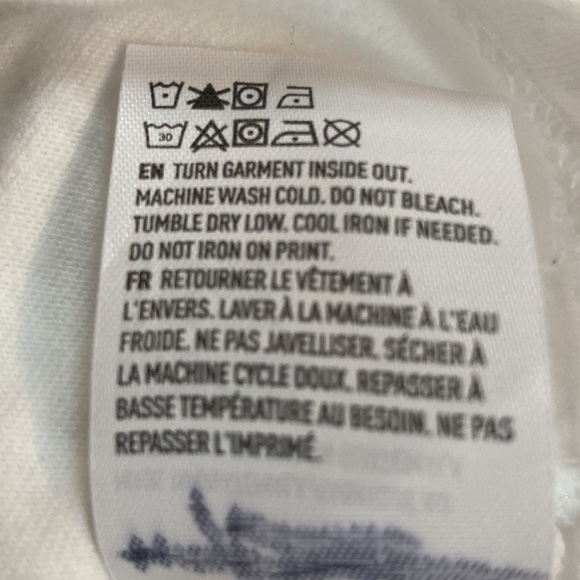 30
EN TURN GARMENT INSIDE OUT.
MACHINE WASH COLD. DO NOT BLEACH.
TUMBLE DRY LOW. COOL IRON IF NEEDED.
DO NOT IRON ON PRINT.
FR RETOURNER LE VÊTEMENT À
L'ENVERS. LAVER À LA MACHINE À L'EAU
FROIDE. NE PAS JAVELLISER. SÉCHER À
LA MACHINE CYCLE DOUX. REPASSER À
BASSE TEMPÉRATURE AU BESOIN. NE PAS
REPASSER L'IMPRIMÉ.